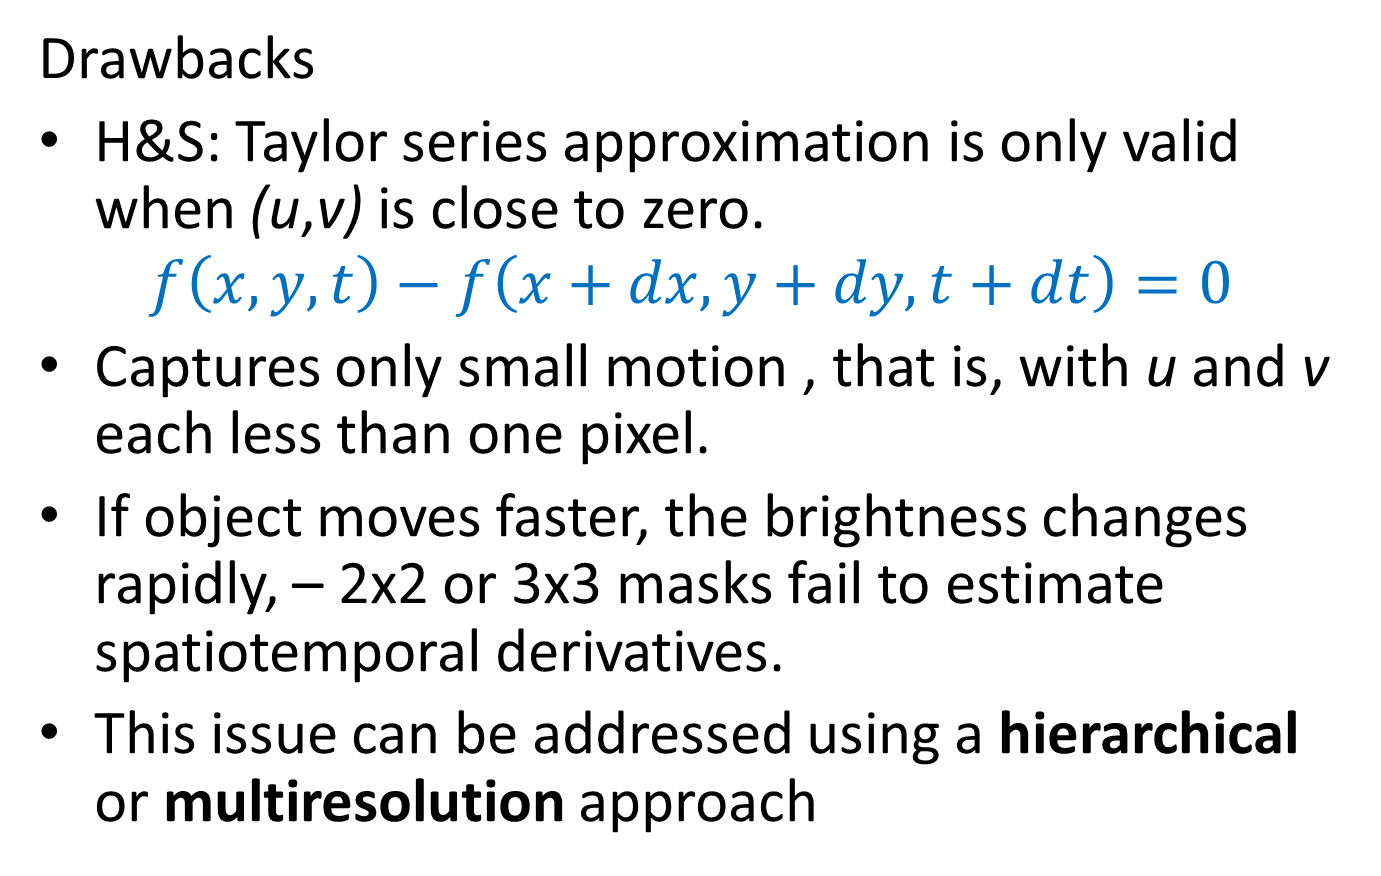 Drawbacks
• H&S: Taylor series approximation is only valid
when (u,v) is close to zero.
f(x, y, t) − f(x + dx, y + dy, t + dt) = 0
• Captures only small motion , that is, with u and v
each less than one pixel.
• If object moves faster, the brightness changes
rapidly, – 2x2 or 3x3 masks fail to estimate
spatiotemporal derivatives.
• This issue can be addressed using a hierarchical
or multiresolution approach